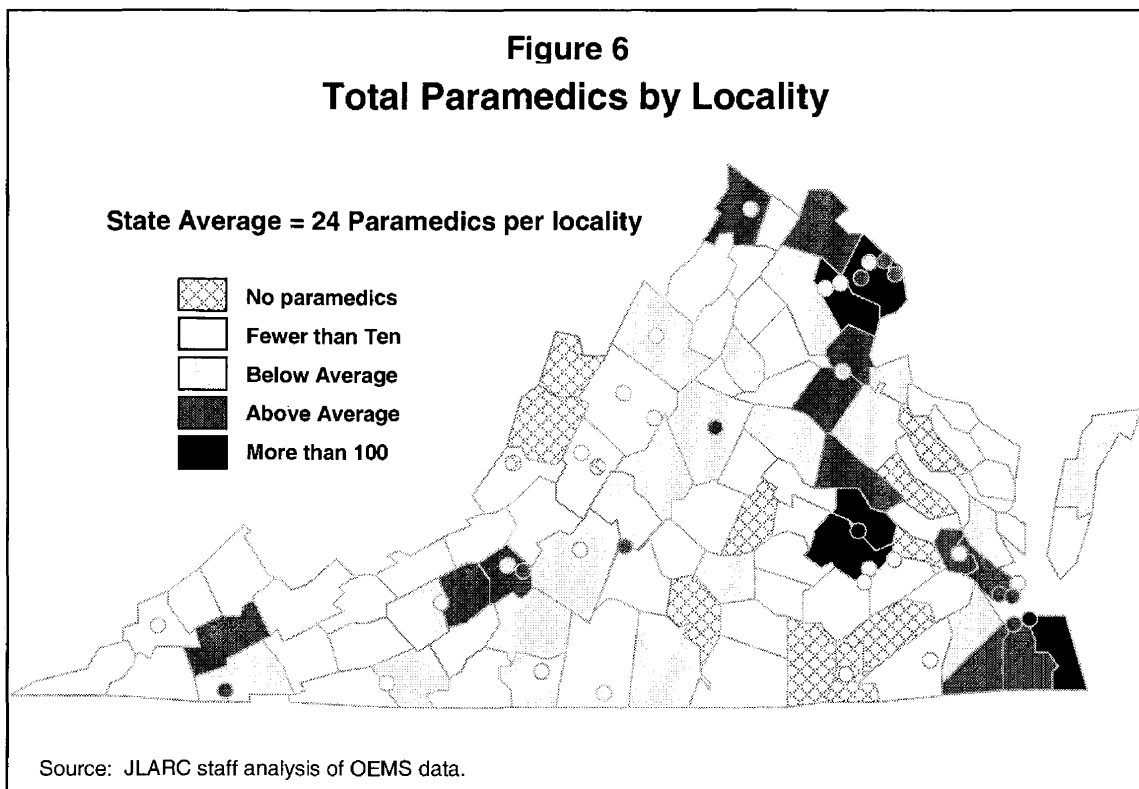 Figure 6
Total Paramedics by Locality
State Average = 24 Paramedics per locality
No paramedics
Fewer than Ten
Below Average
Above Average
More than 100
Source: JLARC staff analysis of OEMS data.